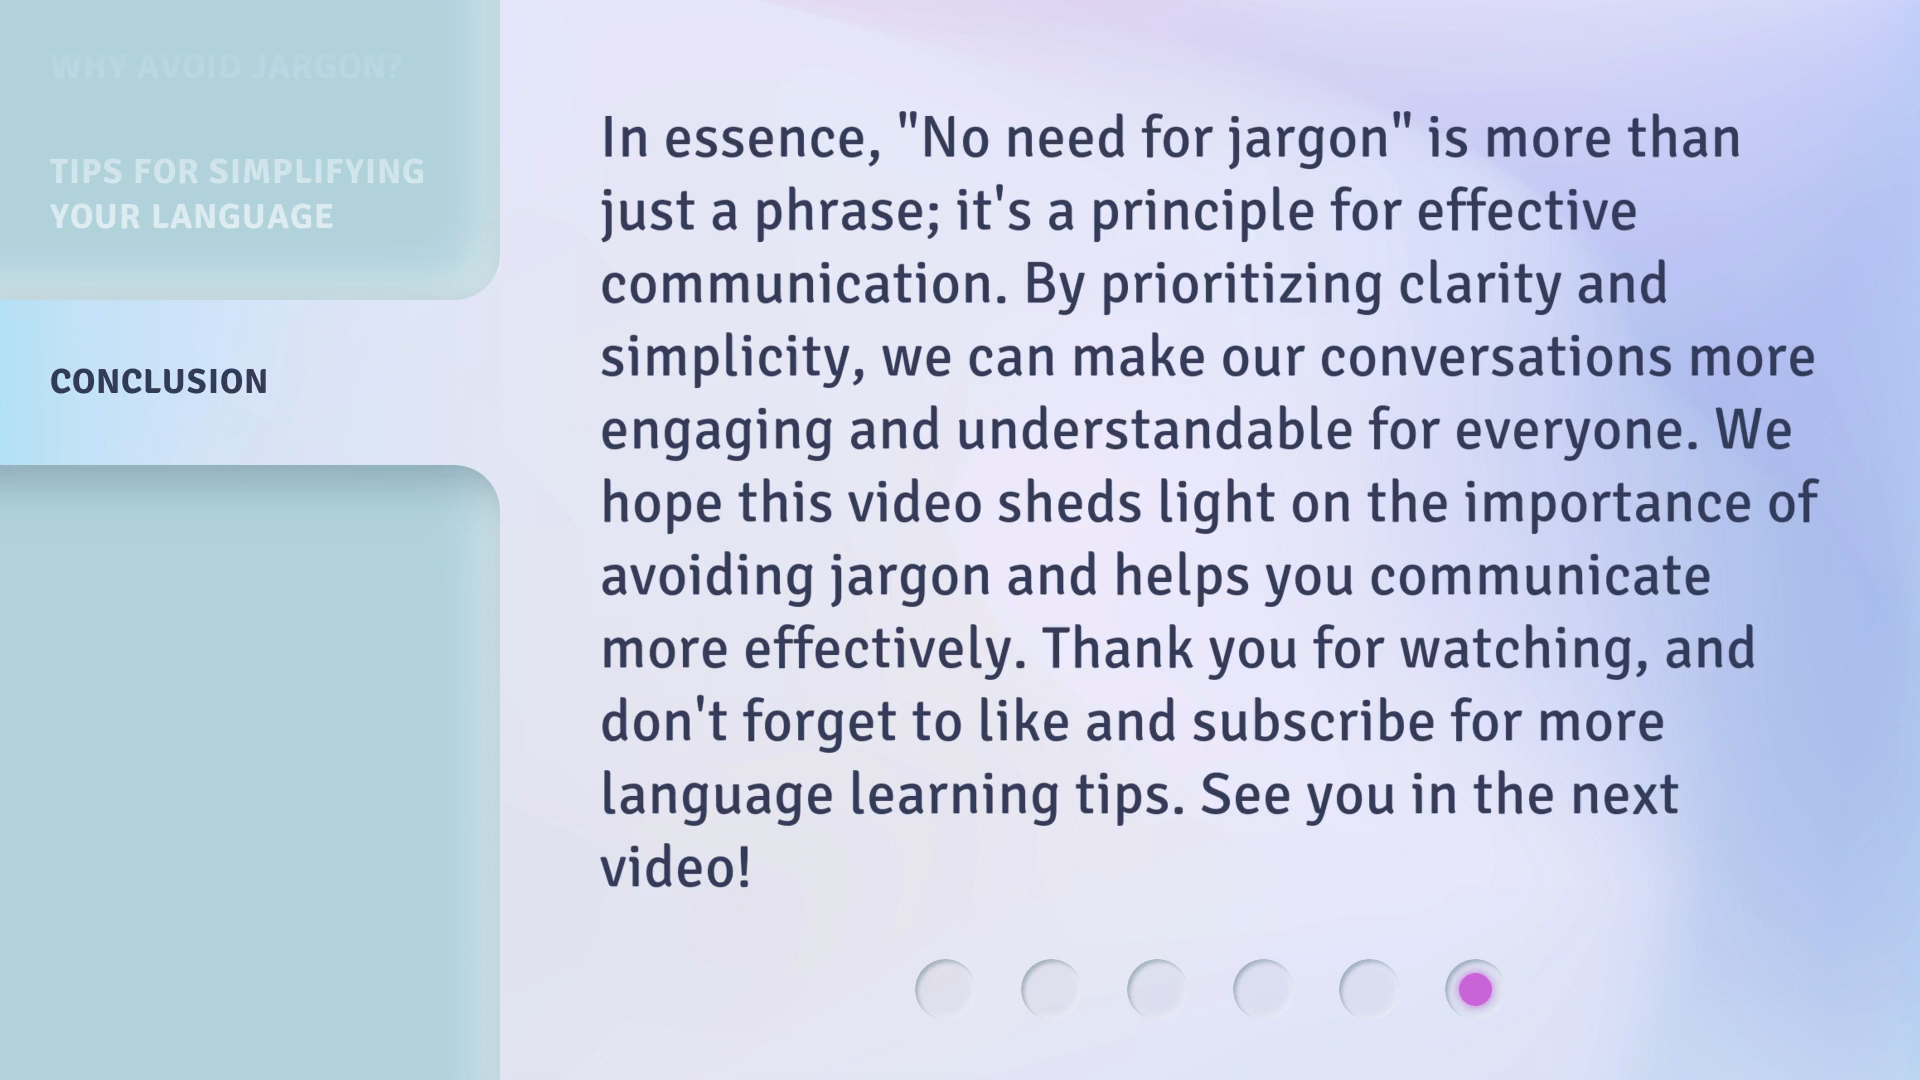 WHY AVOID JARGON?
TIPS FOR SIMPLIFYING
YOUR LANGUAGE
CONCLUSION
In essence, "No need for jargon" is more than
just a phrase; it's a principle for effective
communication. By prioritizing clarity and
simplicity, we can make our conversations more
engaging and understandable for everyone. We
hope this video sheds light on the importance of
avoiding jargon and helps you communicate
more effectively. Thank you for watching, and
don't forget to like and subscribe for more
language learning tips. See you in the next
video!